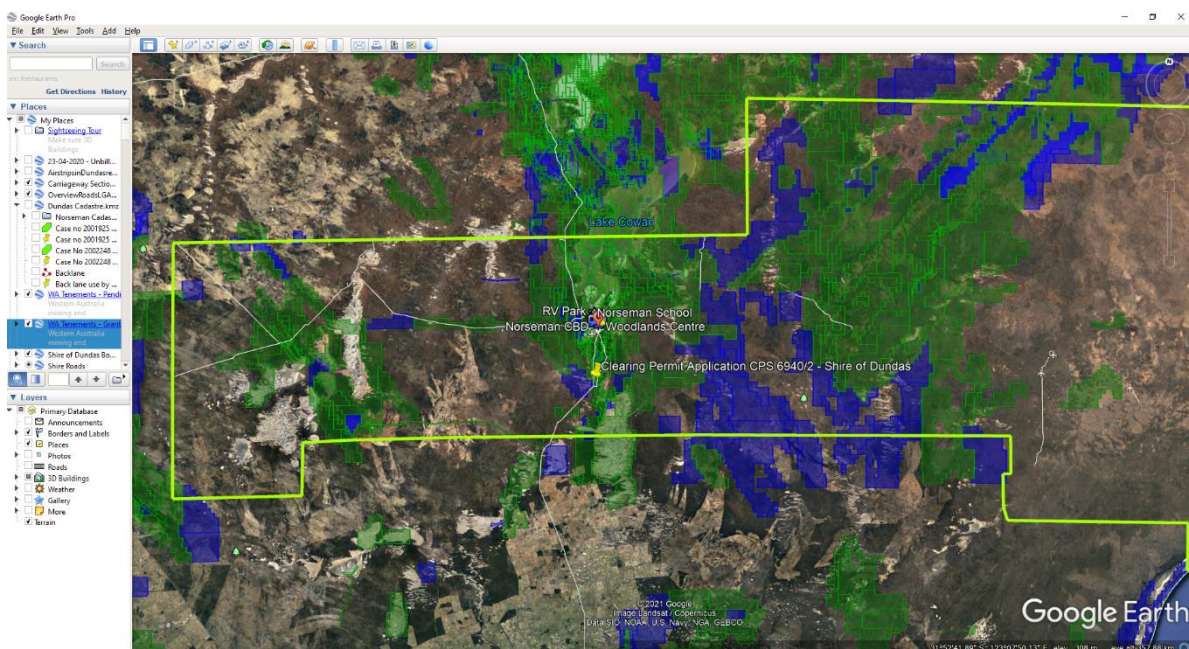 Google Earth Pro
File Edit View Tools Add Help
Search
Search
ex: Restaurants
Get Directions History
Places
My Places
Sightseeing Tour
Make sure 3D
Buildings
23-04-2020 - Unbill...
AirstripsinDundasre...
Carriageway Sectio...
OverviewRoadsLGA...
Dundas Cadastre.kmz
Norseman Cadas...
Case no 2001925 ...
Case no 2001925 ...
Case No 2002248 ...
Case No 2002248 ...
Backlane
Back lane use by ...
WA Tenements - Pendi
Western Australia
mining and
WA Tenements - Grant
Western Australia
mining and
Shire of Dundas Bo...
Shire Roads
Layers
Primary Database
Announcements
Borders and Labels
Places
Photos
Roads
3D Buildings
Weather
Gallery
More
Terrain
N
Lake Cowan
RV Park Norseman School
Norseman CBD Woodlands Centre
Clearing Permit Application CPS 6940/2 - Shire of Dundas
© 2021 Google
Image Landsat / Copernicus
Data SIO, NOAA, U.S. Navy, NGA, GEBCO
Google Earth